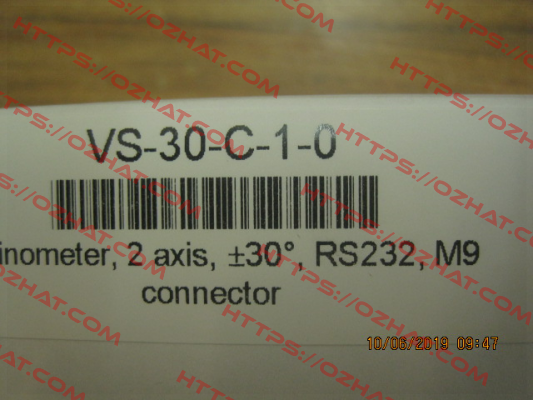 VS-30-C-1-0
inometer, 2 axis, ±30°, RS232, M9
connector
10/06/2019 09:47
HTTPS://OZHAT.COM